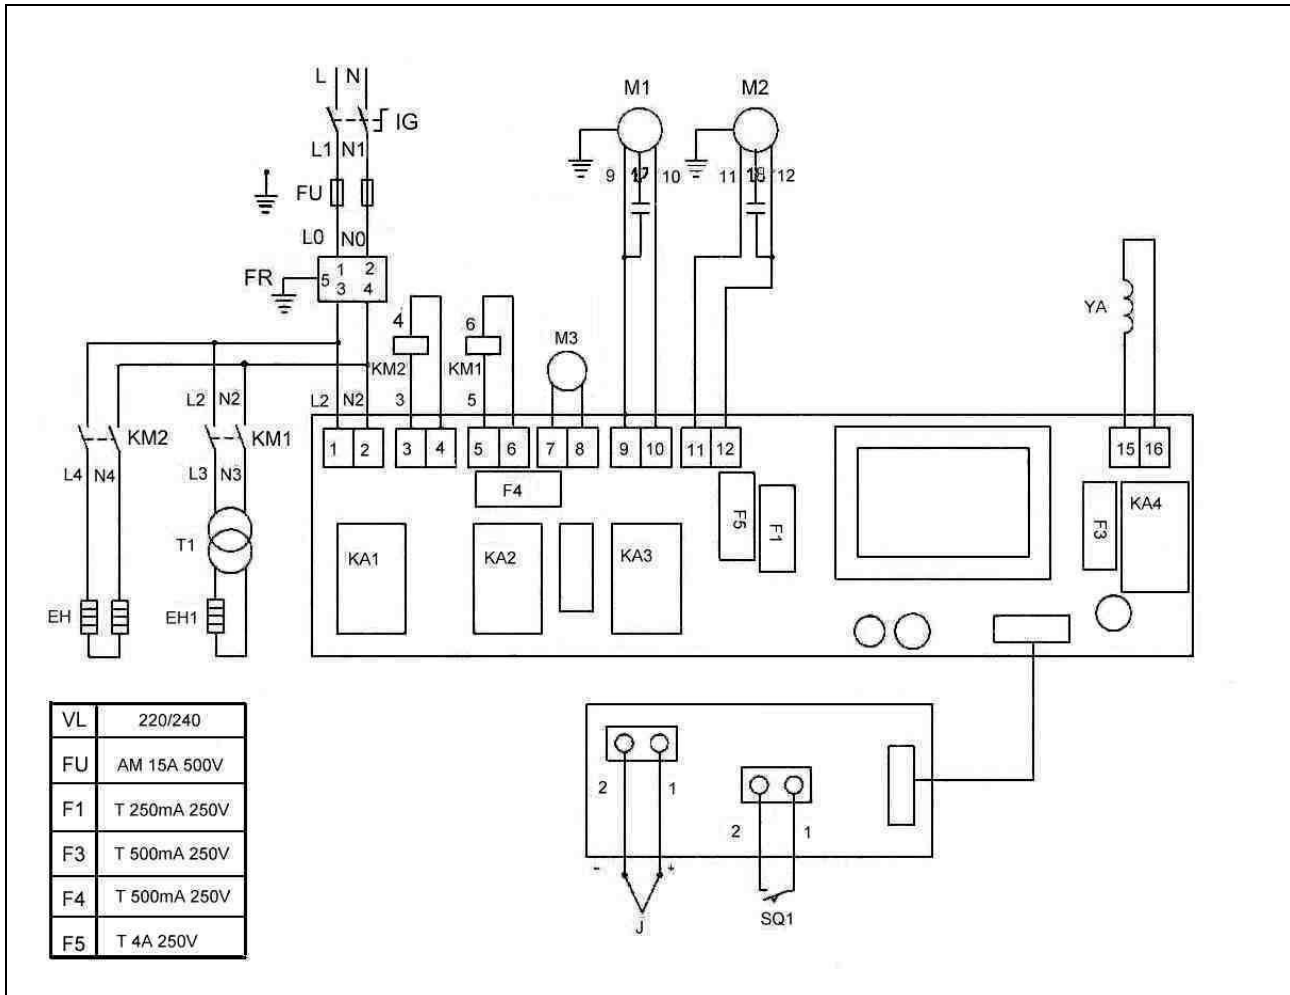 L N
IG
M1
M2
L1 N1
9 10
11 12
FU
L0 N0
FR
5 1 2
3 4
4
6
M3
YA
KM2
KM1
L2 N2
L2 N2
3
5
KM2
KM1
1 2
3 4
5 6
7 8
9 10
11 12
15 16
L4 N4
L3 N3
F4
F5
F1
F3
KA4
T1
KA1
KA2
KA3
EH
EH1
VL 220/240
FU AM 15A 500V
F1 T 250mA 250V
F3 T 500mA 250V
F4 T 500mA 250V
F5 T 4A 250V
2 1
2 1
- +
J
SQ1